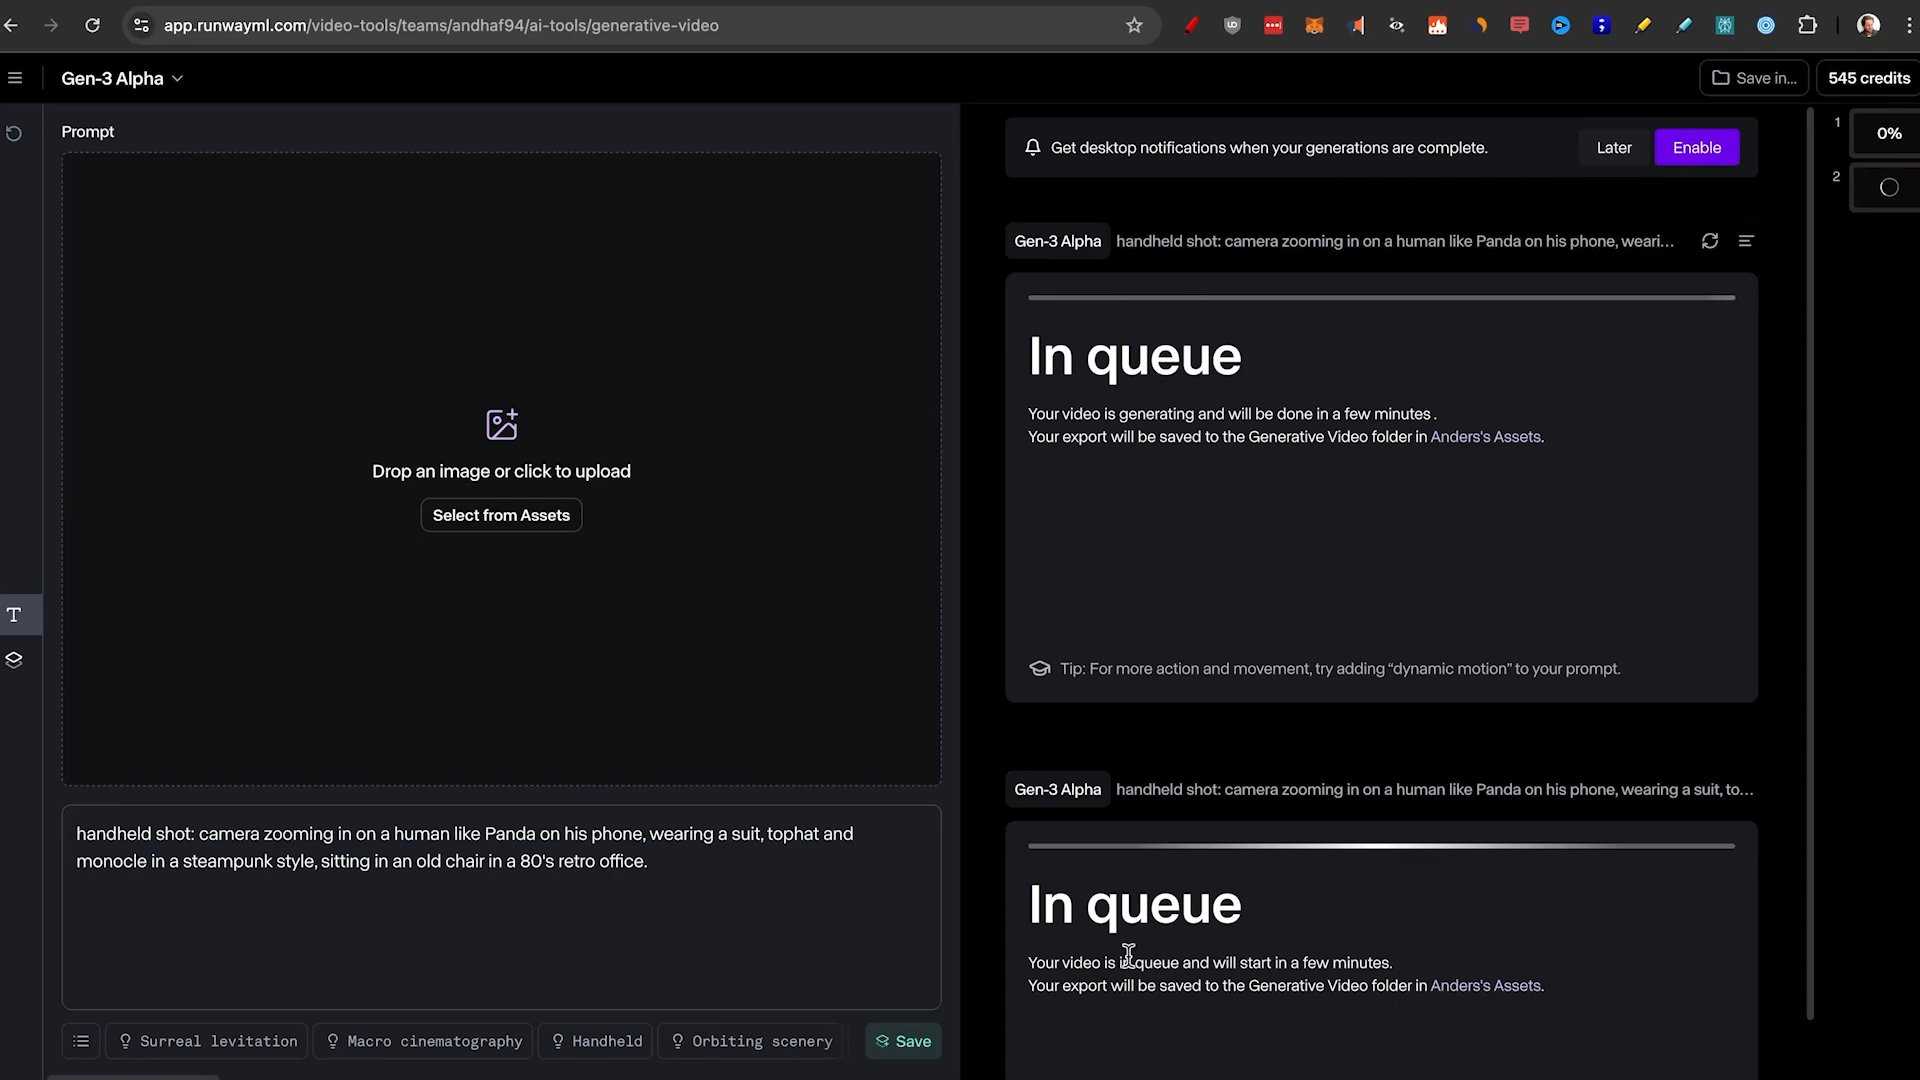 app.runwayml.com/video-tools/teams/andhaf94/ai-tools/generative-video
Gen-3 Alpha
Save in...
545 credits
Prompt
Drop an image or click to upload
Select from Assets
handheld shot: camera zooming in on a human like Panda on his phone, wearing a suit, tophat and
monocle in a steampunk style, sitting in an old chair in a 80's retro office.
Surreal levitation
Macro cinematography
Handheld
Orbiting scenery
Save
Get desktop notifications when your generations are complete.
Later
Enable
Gen-3 Alpha
handheld shot: camera zooming in on a human like Panda on his phone, weari...
In queue
Your video is generating and will be done in a few minutes .
Your export will be saved to the Generative Video folder in Anders's Assets.
Tip: For more action and movement, try adding “dynamic motion” to your prompt.
Gen-3 Alpha
handheld shot: camera zooming in on a human like Panda on his phone, wearing a suit, to...
In queue
Your video is in queue and will start in a few minutes.
Your export will be saved to the Generative Video folder in Anders's Assets.
1
0%
2